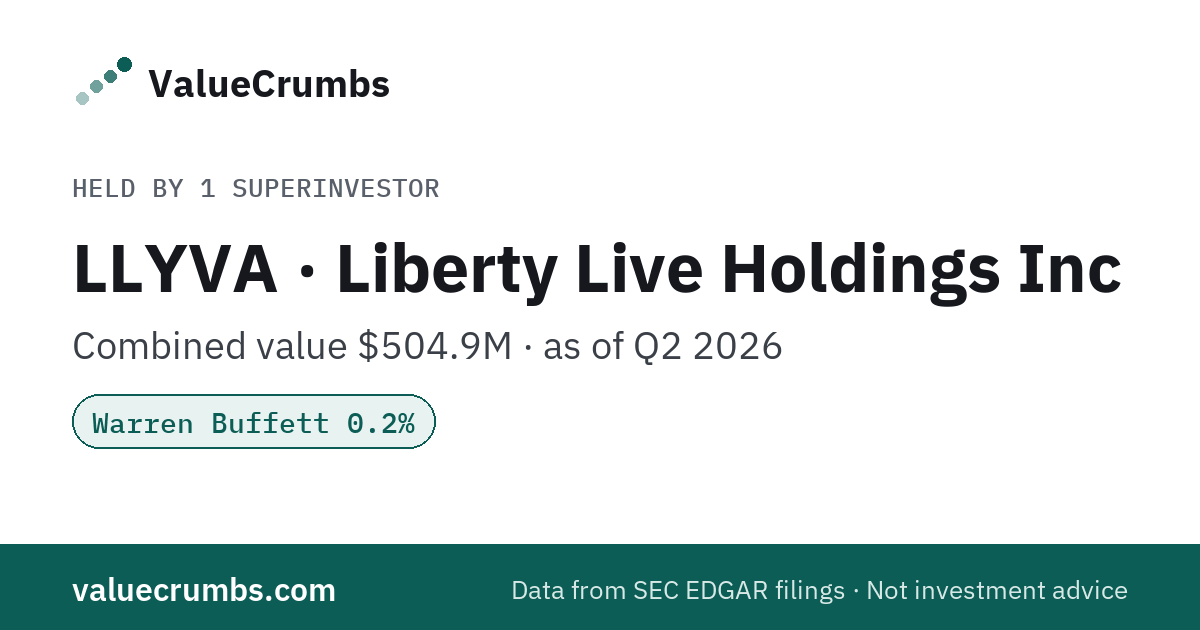 ValueCrumbs
HELD BY 1 SUPERINVESTOR
LLYVA · Liberty Live Holdings Inc
Combined value $504.9M · as of Q2 2026
Warren Buffett 0.2%
valuecrumbs.com
Data from SEC EDGAR filings · Not investment advice